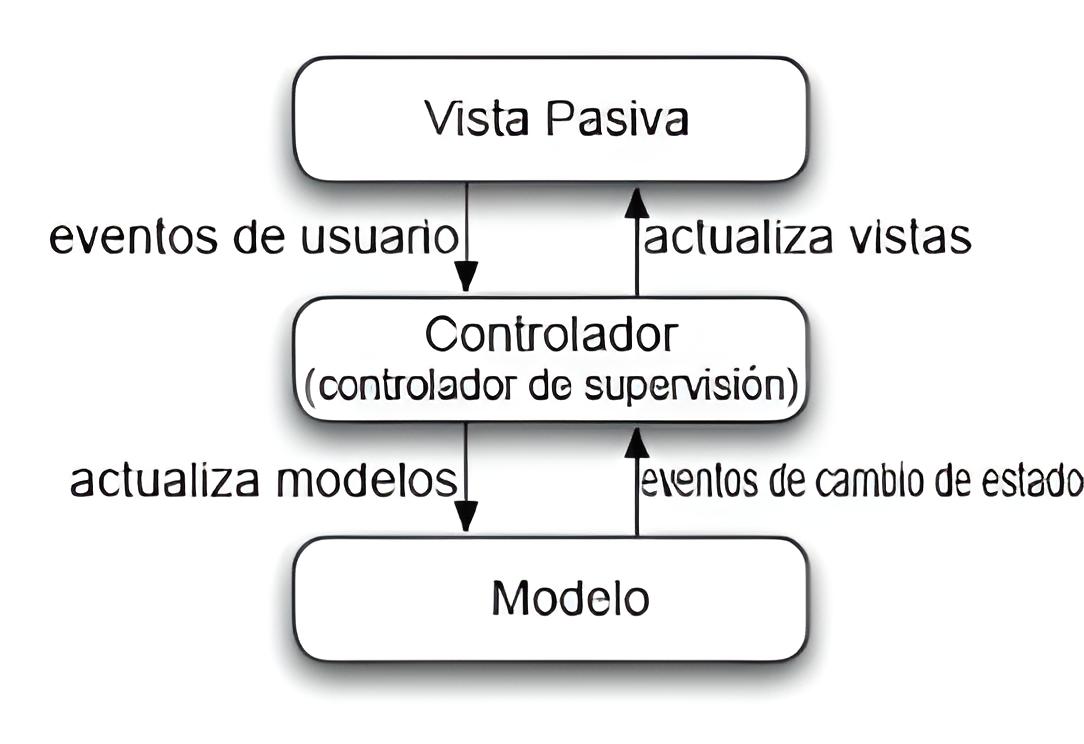 Vista Pasiva
eventos de usuario
actualiza vistas
Controlador
(controlador de supervisión)
actualiza modelos
eventos de cambio de estado
Modelo